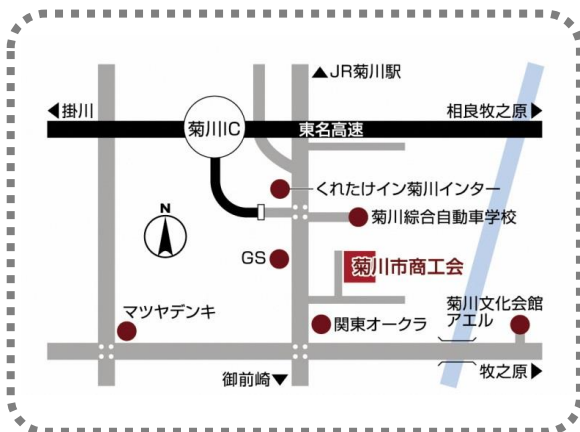 ▲JR菊川駅
◀掛川
相良牧之原▶
菊川IC
東名高速
くれたけイン菊川インター
菊川綜合自動車学校
N
GS
菊川市商工会
マツヤデンキ
関東オークラ
菊川文化会館
アエル
御前崎▼
牧之原▶